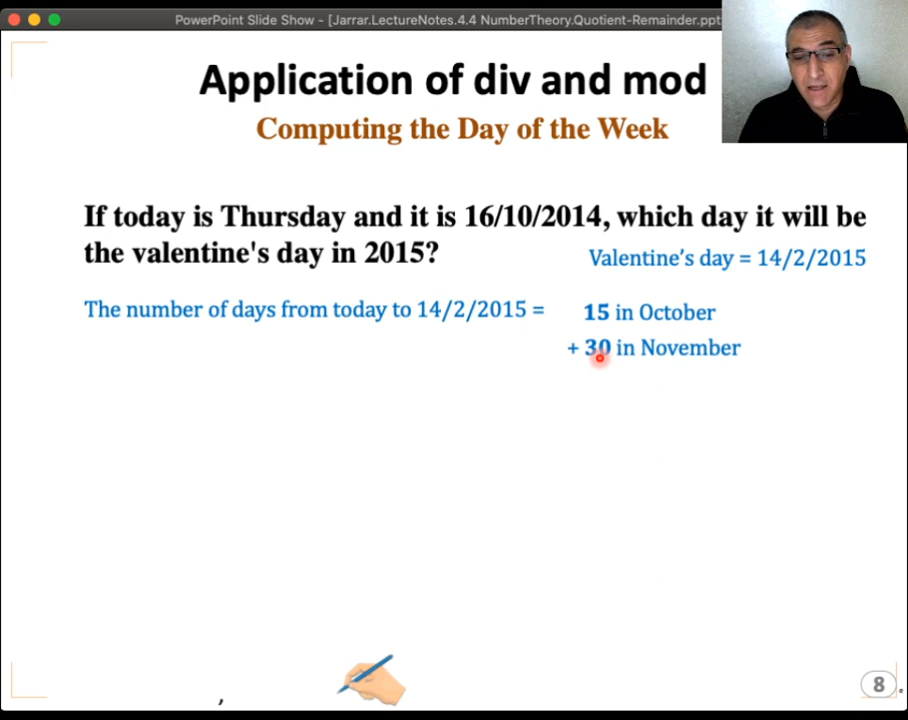 PowerPoint Slide Show - [Jarrar.LectureNotes.4.4 NumberTheory.Quotient-Remainder.ppt
Application of div and mod
Computing the Day of the Week
If today is Thursday and it is 16/10/2014, which day it will be
the valentine's day in 2015?
Valentine's day = 14/2/2015
The number of days from today to 14/2/2015 =
15 in October
+ 30 in November
,
8
.